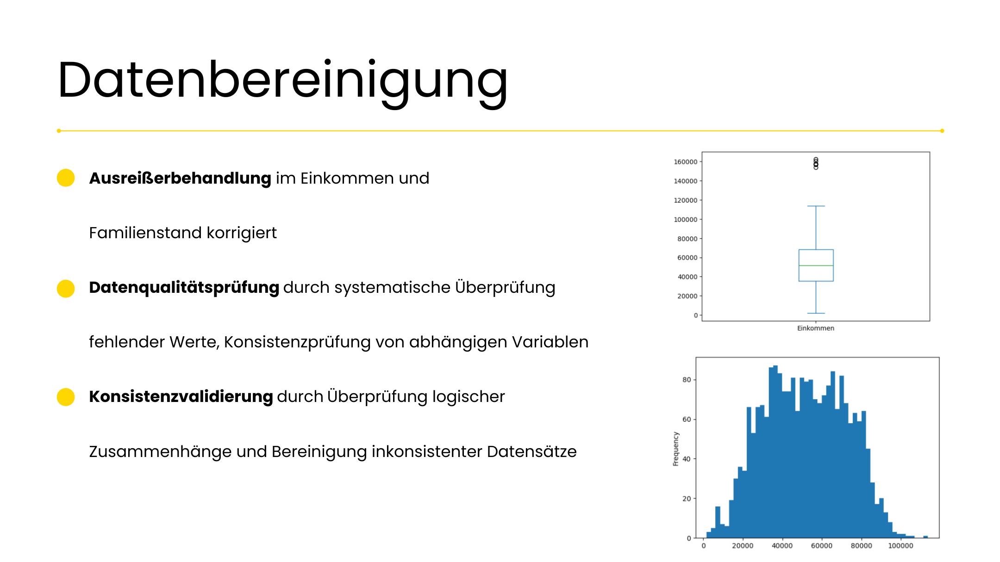 Datenbereinigung
Ausreißerbehandlung im Einkommen und
Familienstand korrigiert
Datenqualitätsprüfung durch systematische Überprüfung
fehlender Werte, Konsistenzprüfung von abhängigen Variablen
Konsistenzvalidierung durch Überprüfung logischer
Zusammenhänge und Bereinigung inkonsistenter Datensätze
160000
140000
120000
100000
80000
60000
40000
20000
0
Einkommen
80
60
40
20
0
Frequency
0 20000 40000 60000 80000 100000